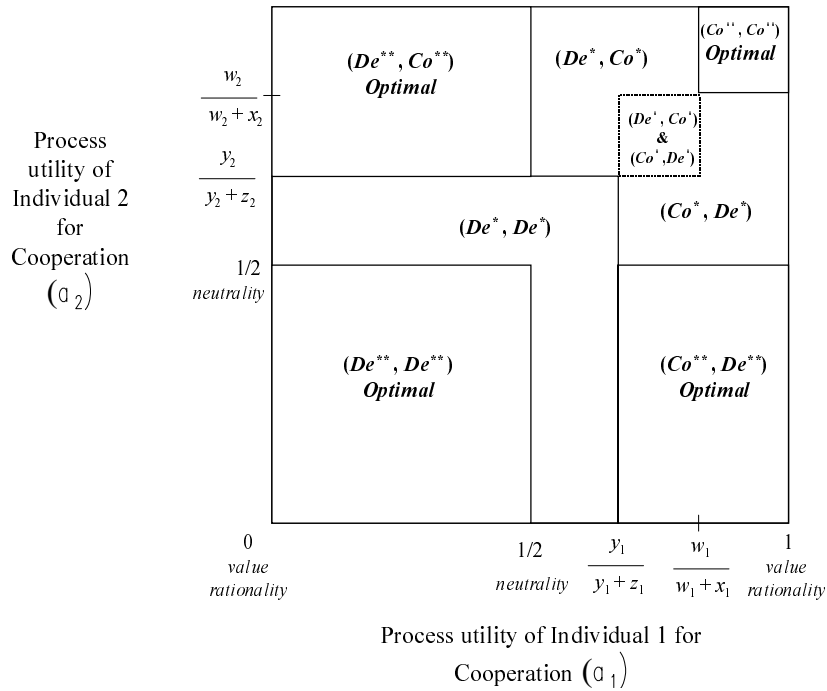 (De**, Co**)
Optimal
(De*, Co*)
(Co‘‘, Co‘‘)
Optimal
w₂
w₂ + x₂
(De‘, Co‘)
&
(Co‘, De‘)
Process
utility of
Individual 2
for
Cooperation
(α₂)
y₂
y₂ + z₂
(De*, De*)
(Co*, De*)
1/2
neutrality
(De**, De**)
Optimal
(Co**, De**)
Optimal
0
value
rationality
1/2
neutrality
y₁
y₁ + z₁
w₁
w₁ + x₁
1
value
rationality
Process utility of Individual 1 for
Cooperation (α₁)